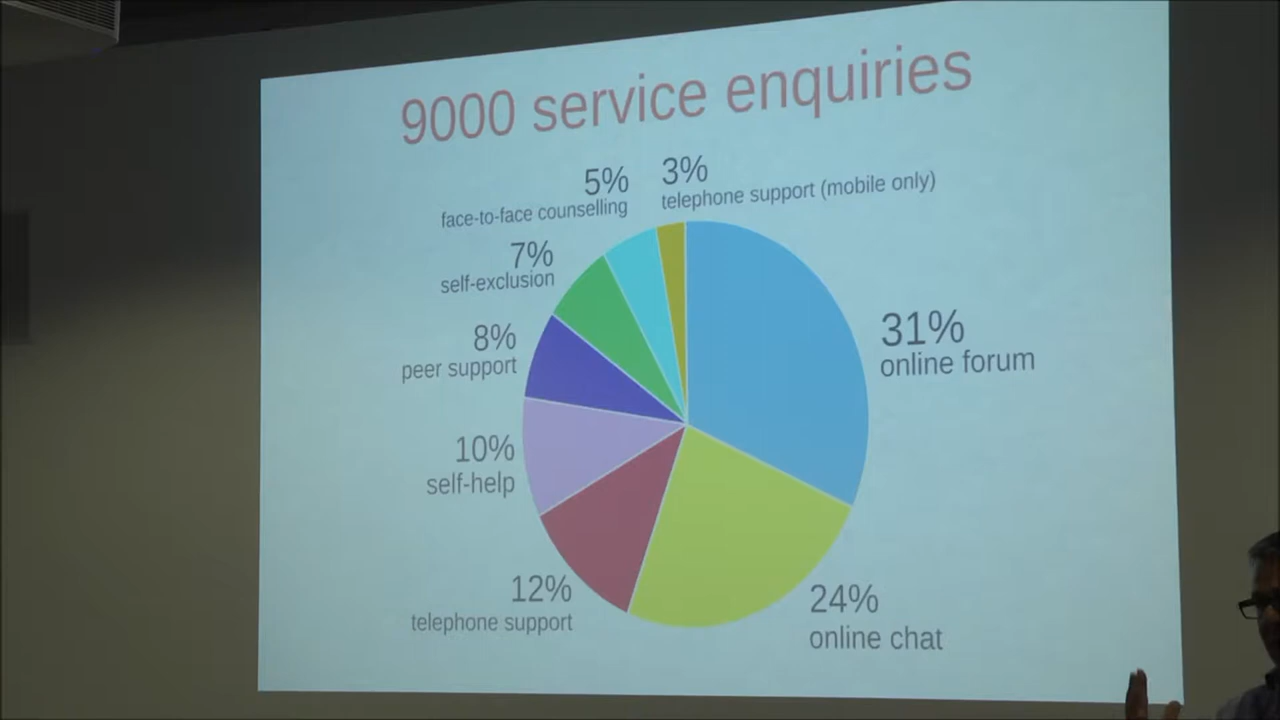 9000 service enquiries
5%
face-to-face counselling
3%
telephone support (mobile only)
7%
self-exclusion
31%
online forum
8%
peer support
10%
self-help
12%
telephone support
24%
online chat